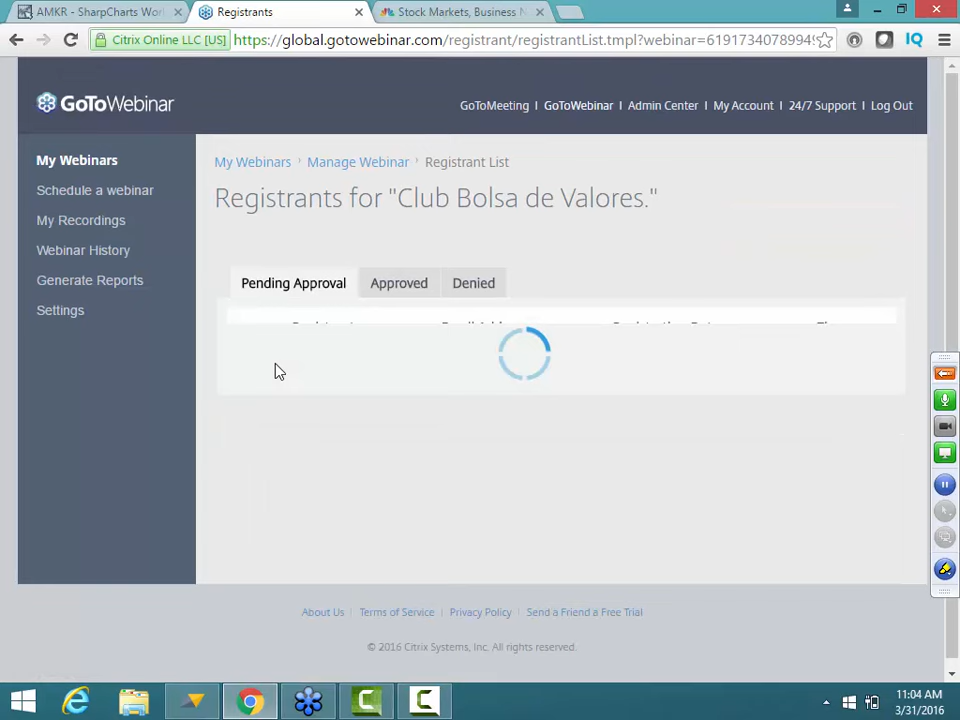 AMKR - SharpCharts Wor
Registrants
Stock Markets, Business N
Citrix Online LLC [US]
https://global.gotowebinar.com/registrant/registrantList.tmpl?webinar=6191734078994
IQ
GoToWebinar
GoToMeeting | GoToWebinar | Admin Center | My Account | 24/7 Support | Log Out
My Webinars
Schedule a webinar
My Recordings
Webinar History
Generate Reports
Settings
My Webinars › Manage Webinar › Registrant List
Registrants for "Club Bolsa de Valores."
Pending Approval
Approved
Denied
About Us | Terms of Service | Privacy Policy | Send a Friend a Free Trial
© 2016 Citrix Systems, Inc. All rights reserved.
11:04 AM
3/31/2016